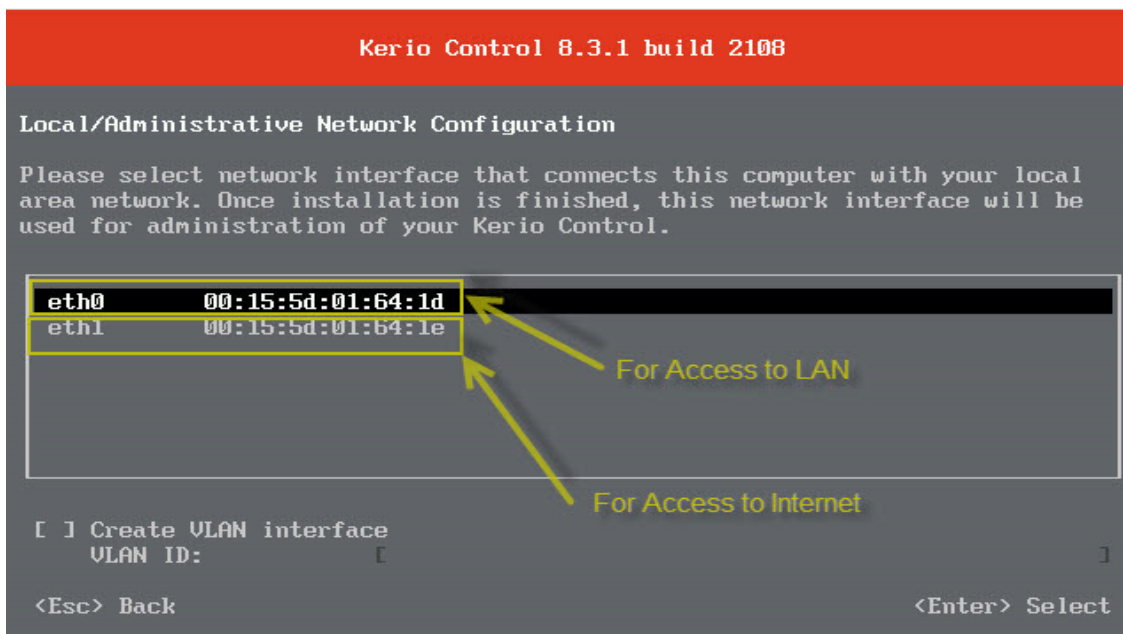 Kerio Control 8.3.1 build 2108
Local/Administrative Network Configuration
Please select network interface that connects this computer with your local
area network. Once installation is finished, this network interface will be
used for administration of your Kerio Control.
eth0 00:15:5d:01:64:1d
eth1 00:15:5d:01:64:1e
For Access to LAN
For Access to Internet
[ ] Create VLAN interface
VLAN ID: [ ]
<Esc> Back <Enter> Select